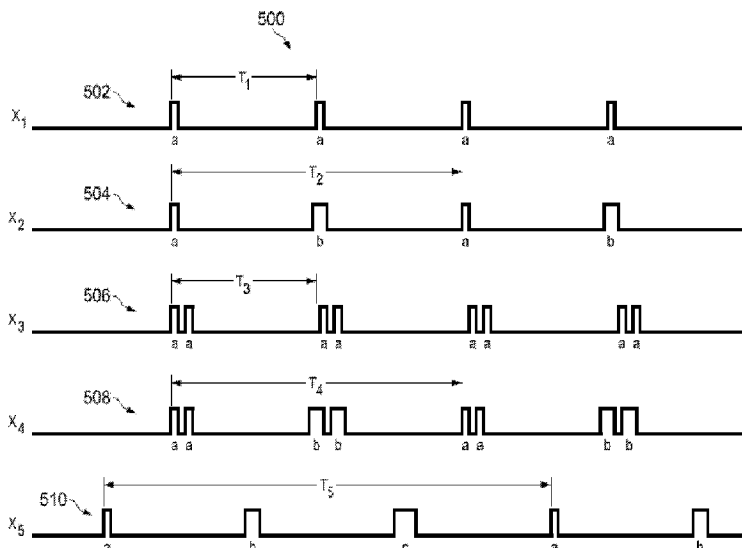 500
T1
502
X1
a a a a
T2
504
X2
a b a b
T3
506
X3
a a a a a a a a
T4
508
X4
a a b b a a b b
T5
510
X5
a b c a b